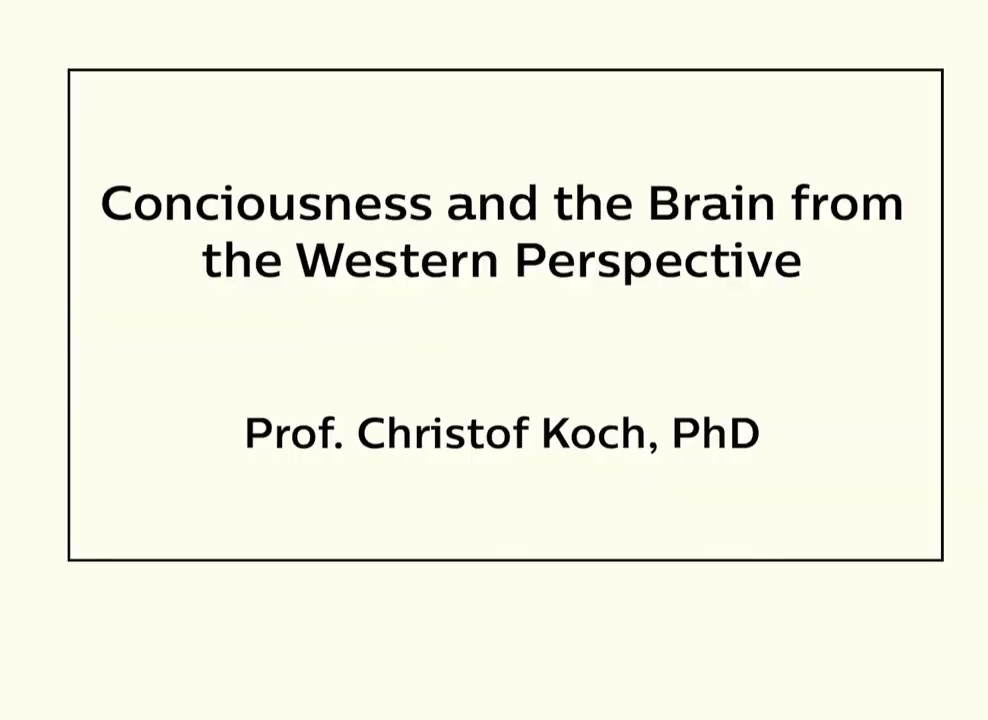 Conciousness and the Brain from
the Western Perspective
Prof. Christof Koch, PhD